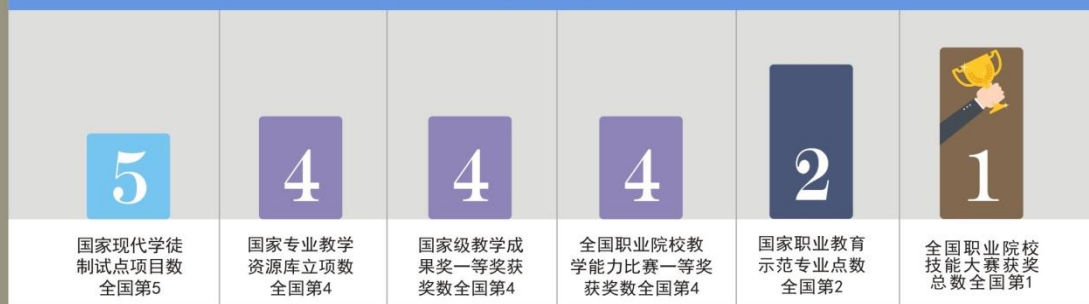 5
4
4
4
2
1
国家现代学徒
制试点项目数
全国第5
国家专业教学
资源库立项数
全国第4
国家级教学成
果奖一等奖获
奖数全国第4
全国职业院校教
学能力比赛一等奖
获奖数全国第4
国家职业教育
示范专业点数
全国第2
全国职业院校
技能大赛获奖
总数全国第1